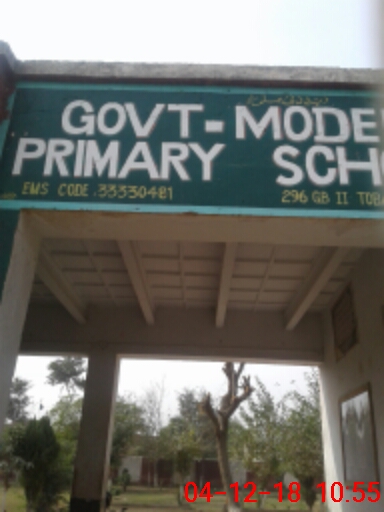 GOVT-MODE
PRIMARY SCH
EMS CODE.33330481 296 GB II TOB
04-12-18 10:55